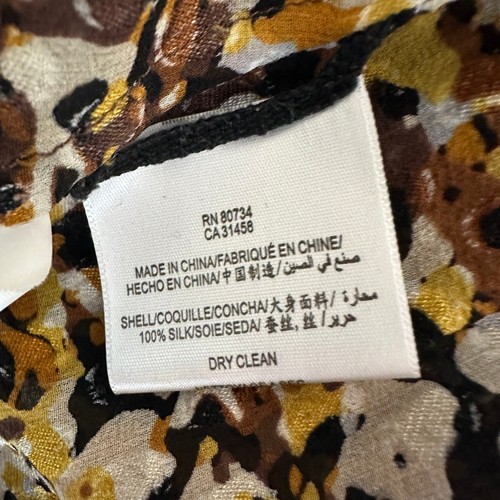 RN 80734
CA 31458
MADE IN CHINA/FABRIQUÉ EN CHINE/
HECHO EN CHINA/中国制造/صنع في الصين
SHELL/COQUILLE/CONCHA/大身面料/محارة/
100% SILK/SOIE/SEDA/蚕丝, 丝/حرير
DRY CLEAN